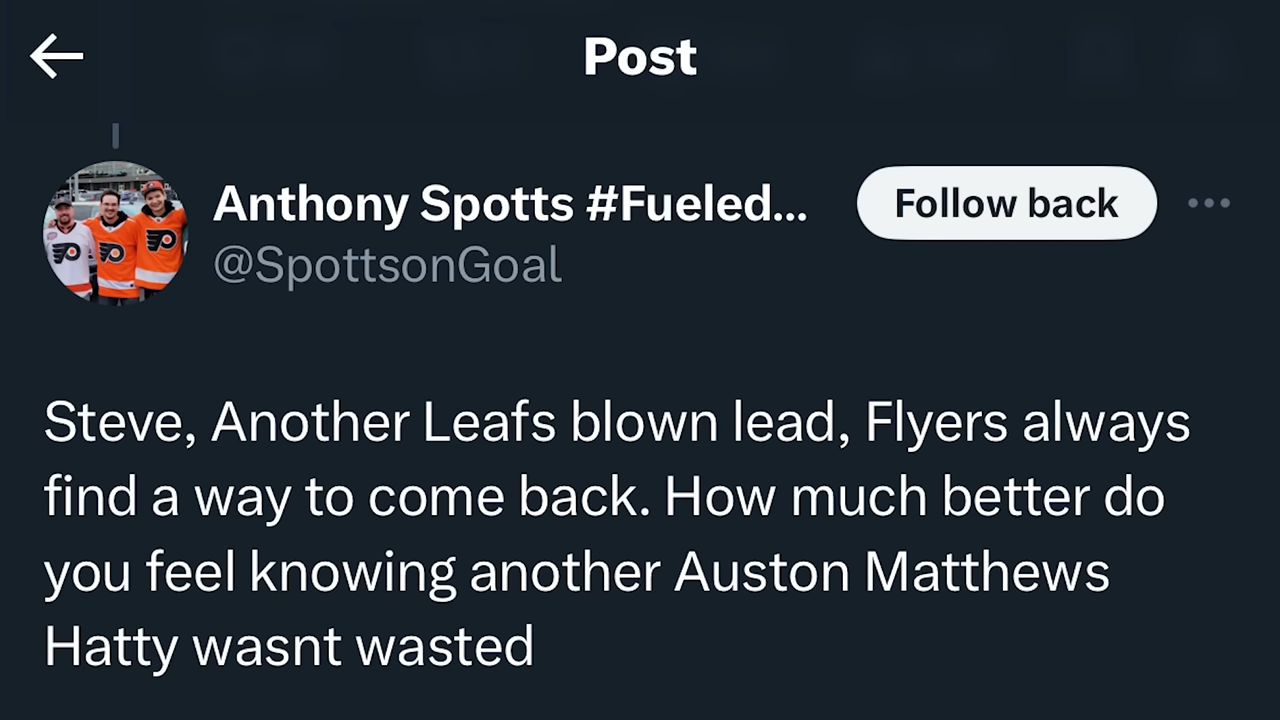 Post
Anthony Spotts #Fueled...
Follow back
@SpottsonGoal
Steve, Another Leafs blown lead, Flyers always
find a way to come back. How much better do
you feel knowing another Auston Matthews
Hatty wasnt wasted